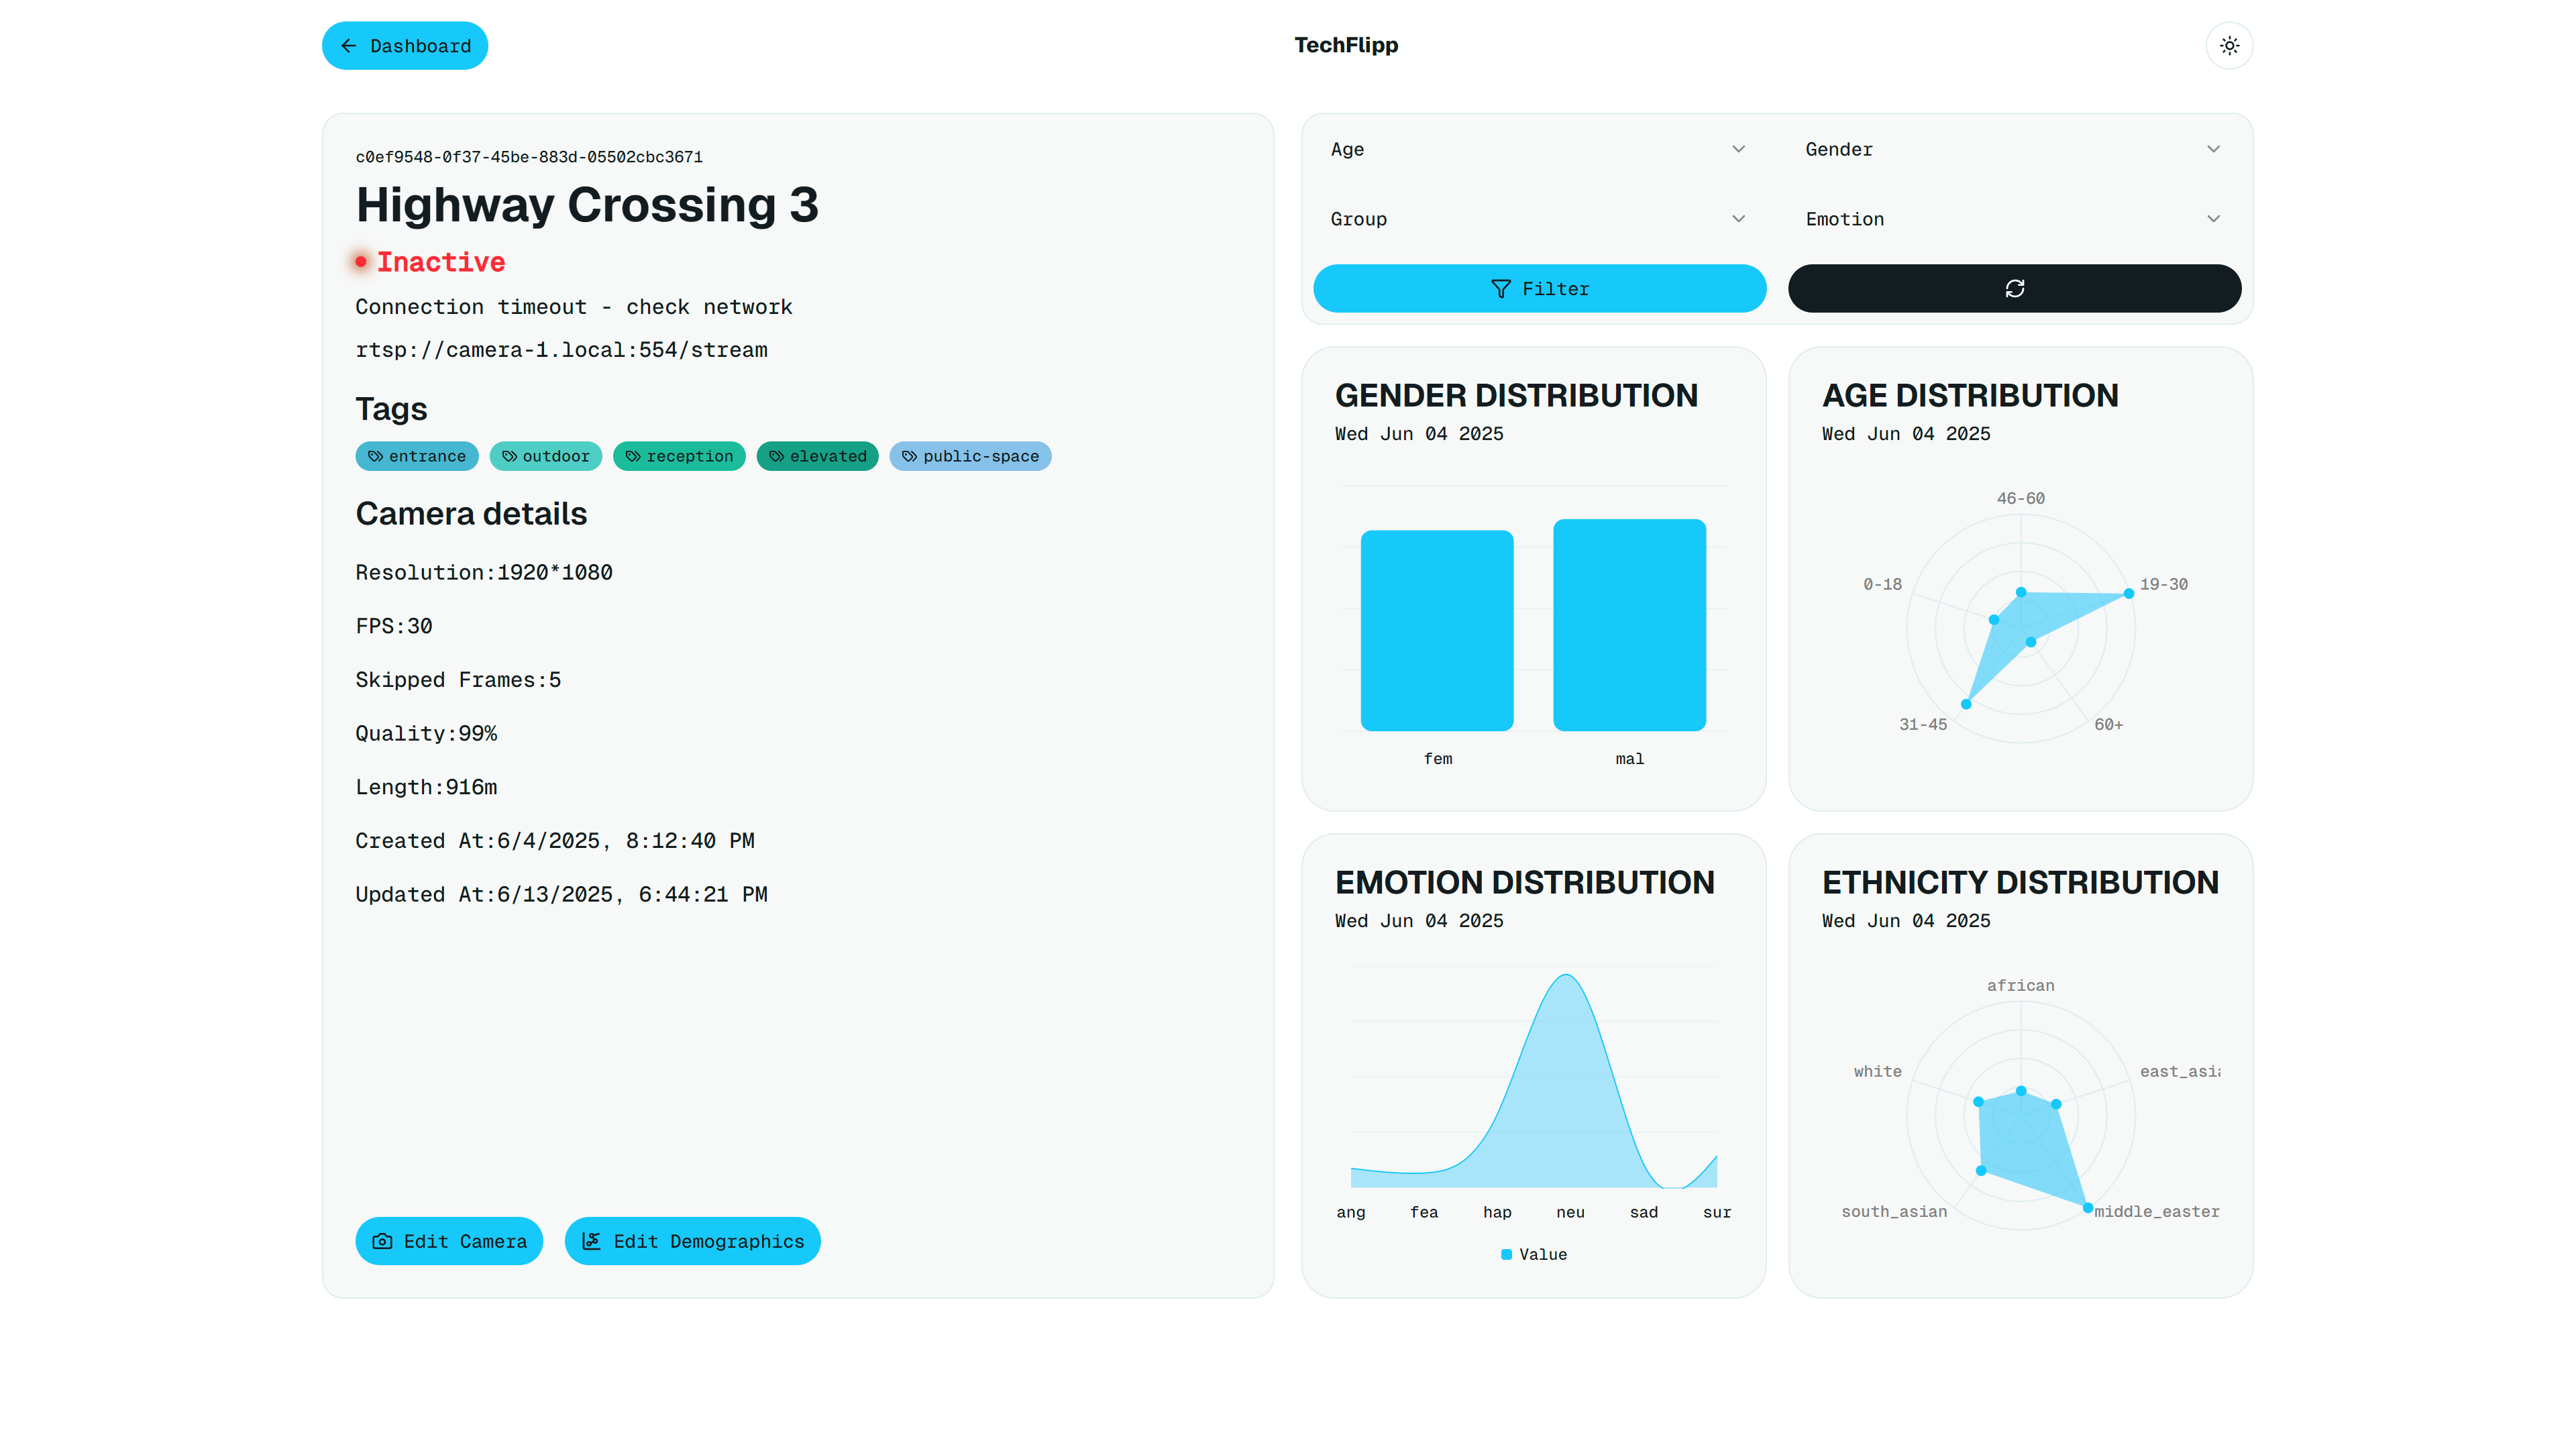 Dashboard
TechFlipp
c0ef9548-0f37-45be-883d-05502cbc3671
Highway Crossing 3
Inactive
Connection timeout - check network
rtsp://camera-1.local:554/stream
Tags
entrance outdoor reception elevated public-space
Camera details
Resolution:1920*1080
FPS:30
Skipped Frames:5
Quality:99%
Length:916m
Created At:6/4/2025, 8:12:40 PM
Updated At:6/13/2025, 6:44:21 PM
Edit Camera Edit Demographics
Age Gender
Group Emotion
Filter
GENDER DISTRIBUTION
Wed Jun 04 2025
fem mal
AGE DISTRIBUTION
Wed Jun 04 2025
46-60
0-18 19-30
31-45 60+
EMOTION DISTRIBUTION
Wed Jun 04 2025
ang fea hap neu sad sur
Value
ETHNICITY DISTRIBUTION
Wed Jun 04 2025
african
white east_asi
south_asian middle_easter